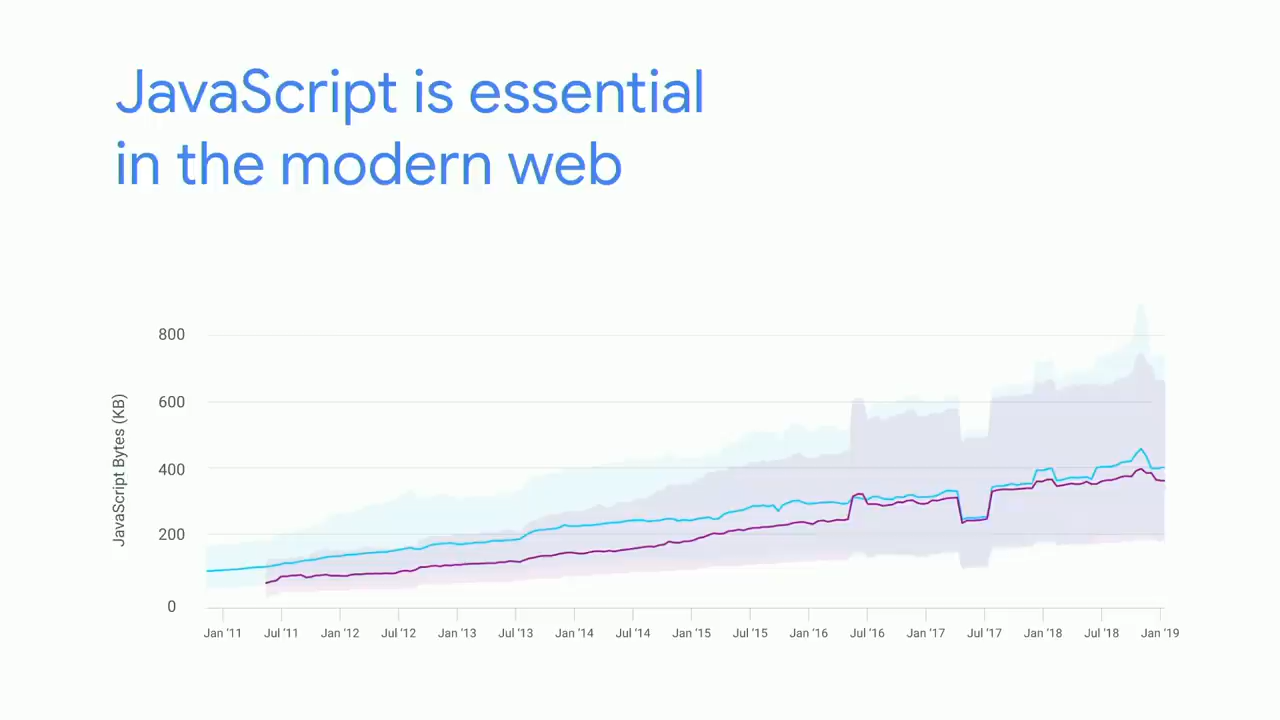 JavaScript is essential
in the modern web
800
600
400
200
0
JavaScript Bytes (KB)
Jan '11 Jul '11 Jan '12 Jul '12 Jan '13 Jul '13 Jan '14 Jul '14 Jan '15 Jul '15 Jan '16 Jul '16 Jan '17 Jul '17 Jan '18 Jul '18 Jan '19